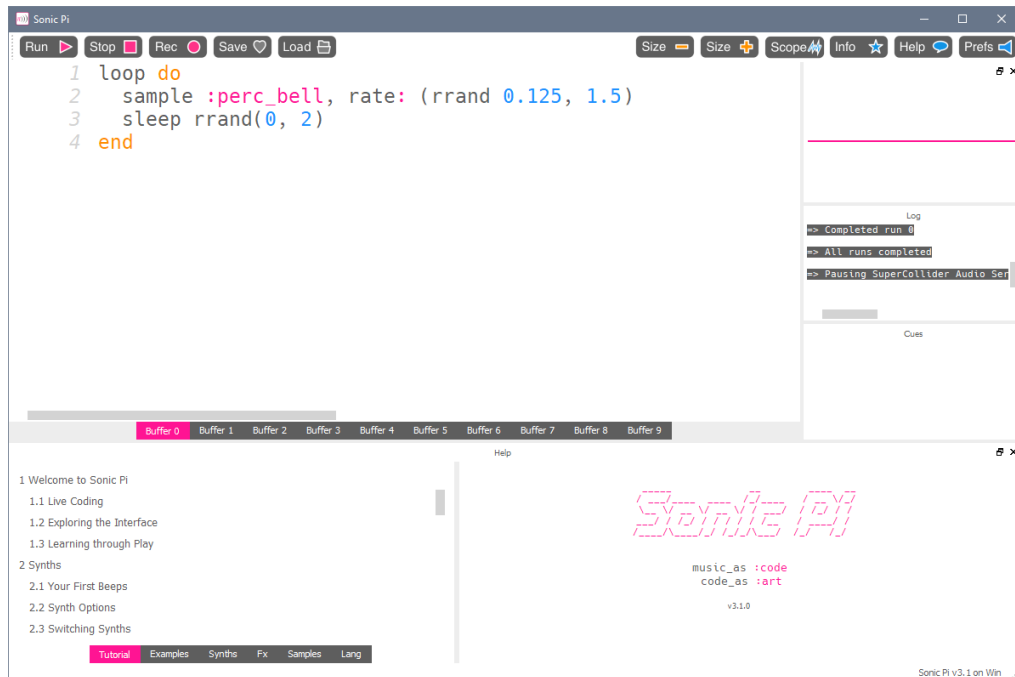 Sonic Pi
Run Stop Rec Save Load Size Size Scope Info Help Prefs
1 loop do
2 sample :perc_bell, rate: (rrand 0.125, 1.5)
3 sleep rrand(0, 2)
4 end
Log
=> Completed run 0
=> All runs completed
=> Pausing SuperCollider Audio Ser
Cues
Buffer 0 Buffer 1 Buffer 2 Buffer 3 Buffer 4 Buffer 5 Buffer 6 Buffer 7 Buffer 8 Buffer 9
Help
1 Welcome to Sonic Pi
1.1 Live Coding
1.2 Exploring the Interface
1.3 Learning through Play
2 Synths
2.1 Your First Beeps
2.2 Synth Options
2.3 Switching Synths
Tutorial Examples Synths Fx Samples Lang
Sonic Pi
music_as :code
code_as :art
v3.1.0
Sonic Pi v3.1 on Win